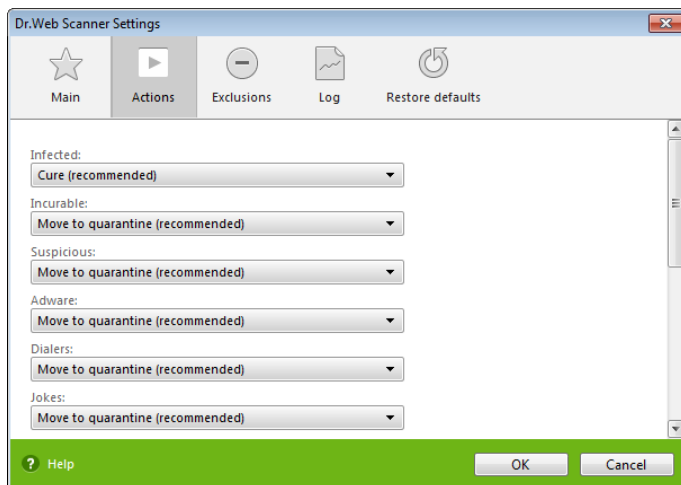 Dr.Web Scanner Settings
Main
Actions
Exclusions
Log
Restore defaults
Infected:
Cure (recommended)
Incurable:
Move to quarantine (recommended)
Suspicious:
Move to quarantine (recommended)
Adware:
Move to quarantine (recommended)
Dialers:
Move to quarantine (recommended)
Jokes:
Move to quarantine (recommended)
? Help
OK
Cancel